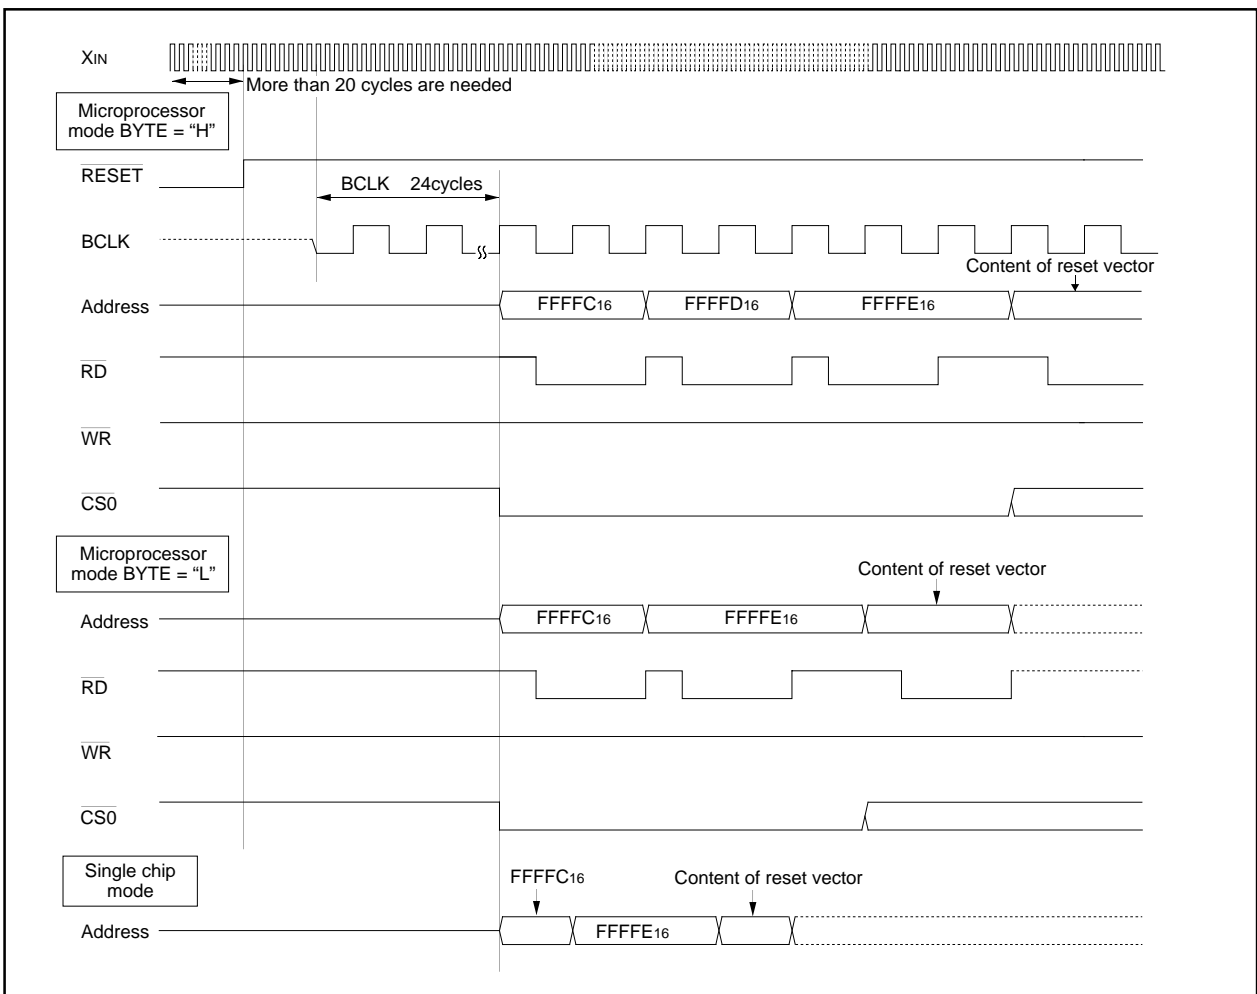 XIN
More than 20 cycles are needed
Microprocessor
mode BYTE = “H”
RESET
BCLK 24cycles
BCLK
Content of reset vector
Address
FFFFC16
FFFFD16
FFFFE16
RD
WR
CS0
Microprocessor
mode BYTE = “L”
Content of reset vector
Address
FFFFC16
FFFFE16
RD
WR
CS0
Single chip
mode
FFFFC16
Content of reset vector
Address
FFFFE16